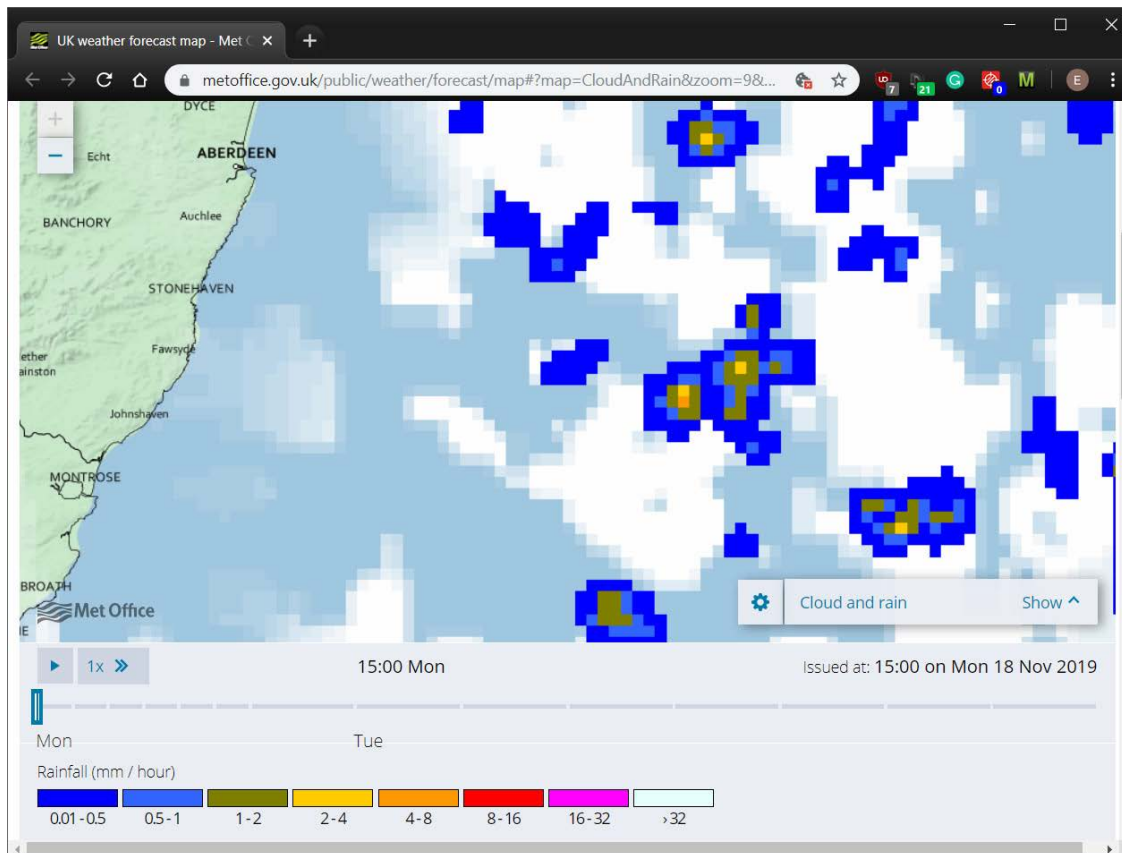 UK weather forecast map - Met
metoffice.gov.uk/public/weather/forecast/map#?map=CloudAndRain&zoom=9&...
7
21
0
E
DYCE
Echt
ABERDEEN
BANCHORY
Auchlee
STONEHAVEN
Fawsyde
ether
ainston
Johnshaven
MONTROSE
BROATH
Met Office
Cloud and rain Show
1x
15:00 Mon
Issued at: 15:00 on Mon 18 Nov 2019
Mon Tue
Rainfall (mm / hour)
0.01 - 0.5 0.5 - 1 1 - 2 2 - 4 4 - 8 8 - 16 16 - 32 >32